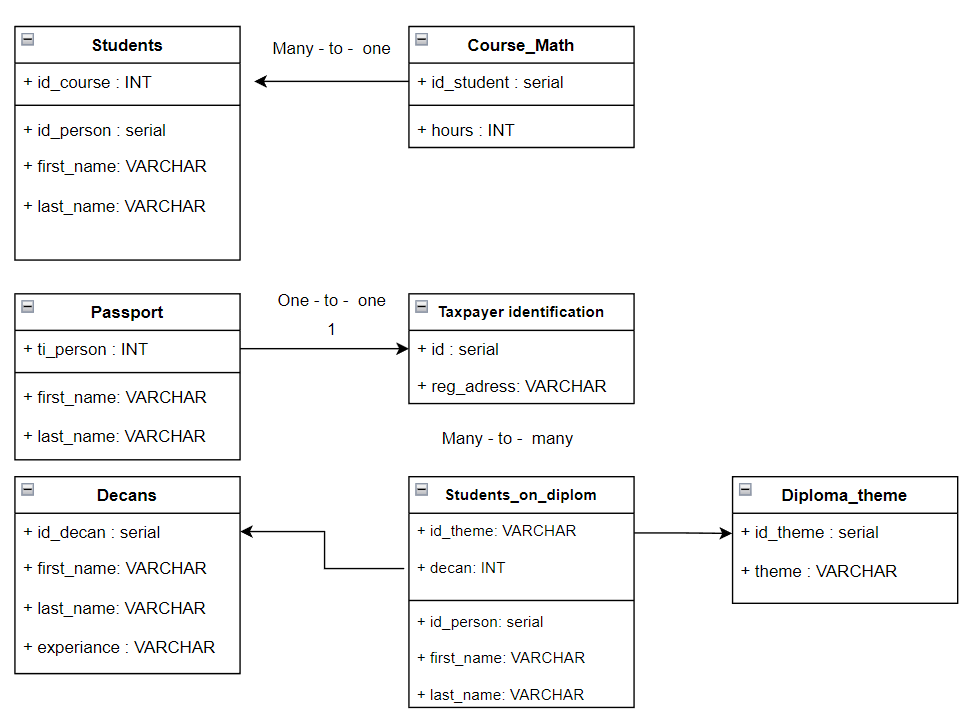 Students
+ id_course : INT
+ id_person : serial
+ first_name: VARCHAR
+ last_name: VARCHAR
Many - to -  one
Course_Math
+ id_student : serial
+ hours : INT
Passport
+ ti_person : INT
+ first_name: VARCHAR
+ last_name: VARCHAR
One - to -  one
1
Taxpayer identification
+ id : serial
+ reg_adress: VARCHAR
Many - to -  many
Decans
+ id_decan : serial
+ first_name: VARCHAR
+ last_name: VARCHAR
+ experiance : VARCHAR
Students_on_diplom
+ id_theme: VARCHAR
+ decan: INT
+ id_person: serial
+ first_name: VARCHAR
+ last_name: VARCHAR
Diploma_theme
+ id_theme : serial
+ theme : VARCHAR